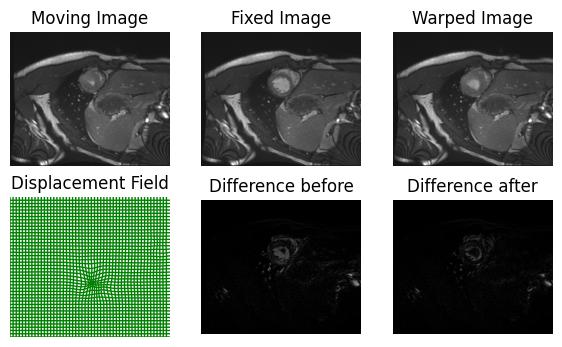 Moving Image
Fixed Image
Warped Image
Displacement Field
Difference before
Difference after